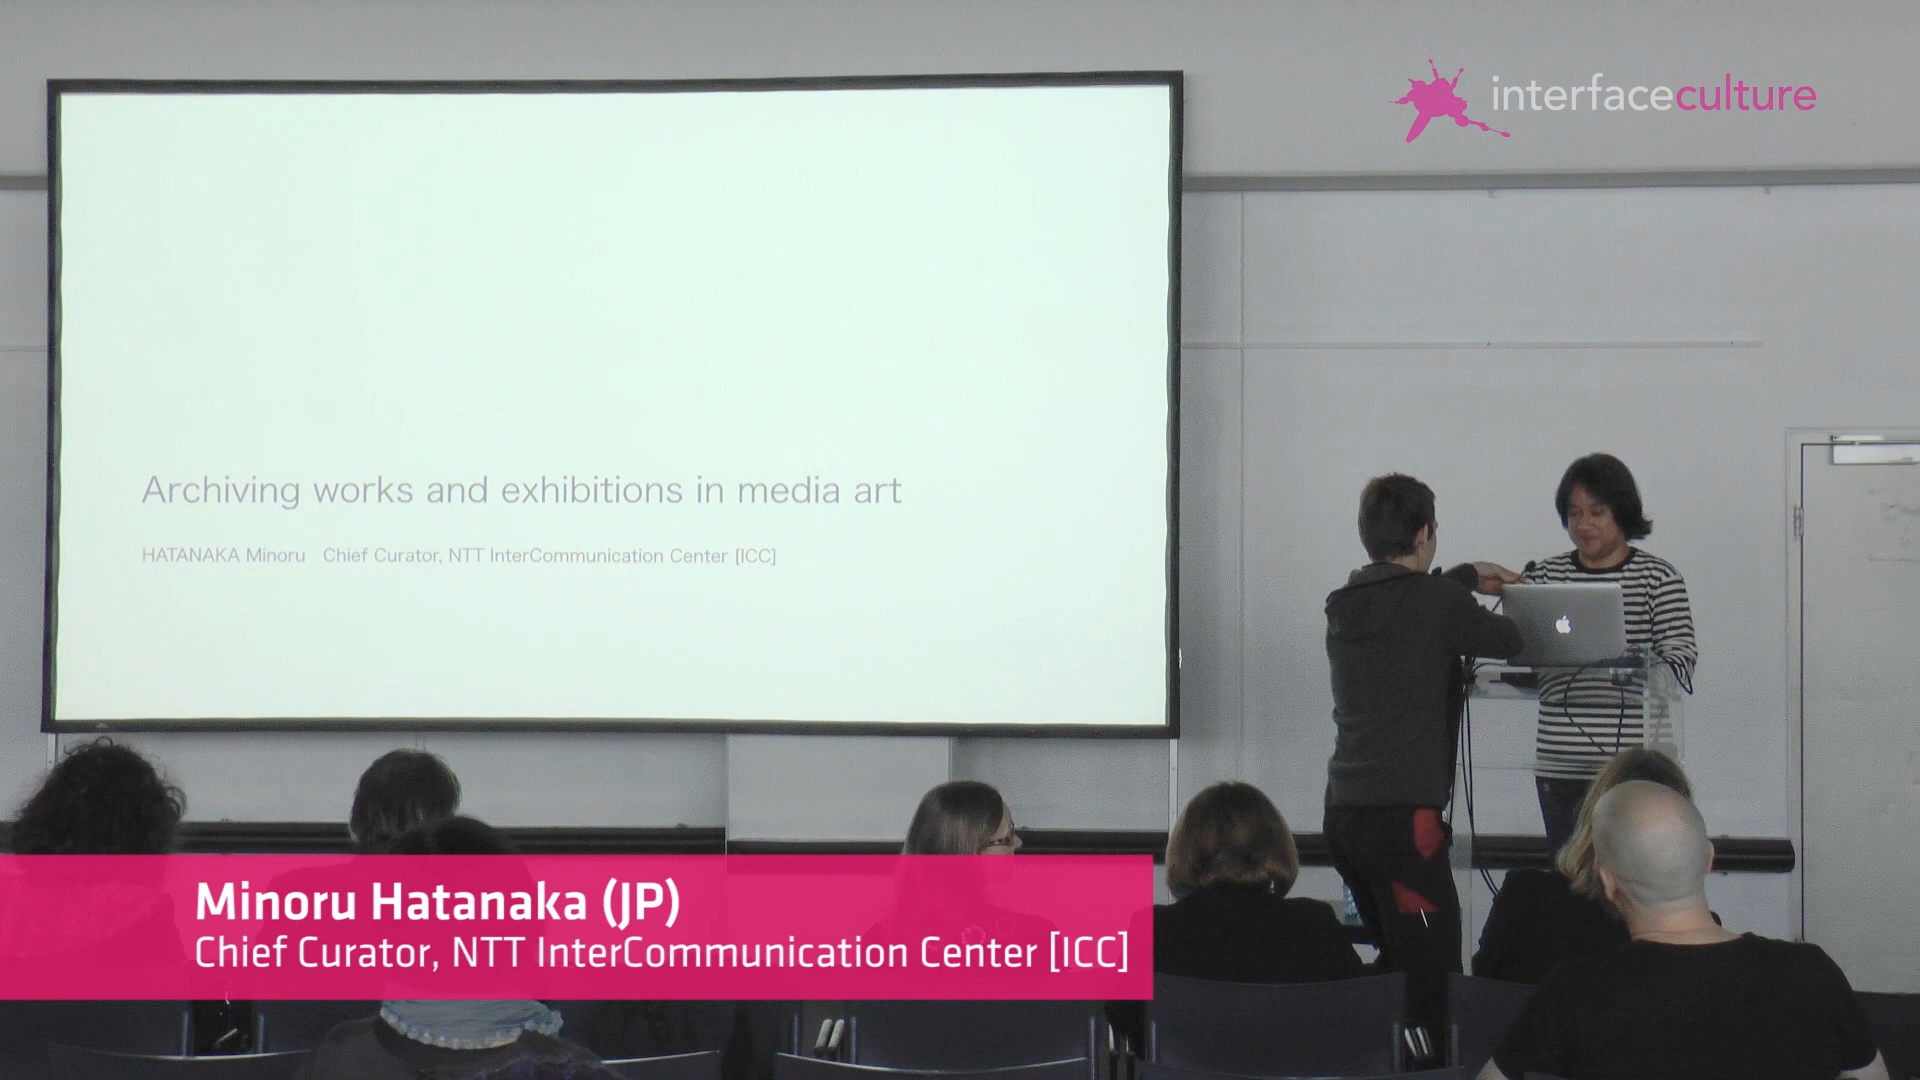 interfaceculture
Archiving works and exhibitions in media art
HATANAKA Minoru Chief Curator, NTT InterCommunication Center [ICC]
Minoru Hatanaka (JP)
Chief Curator, NTT InterCommunication Center [ICC]